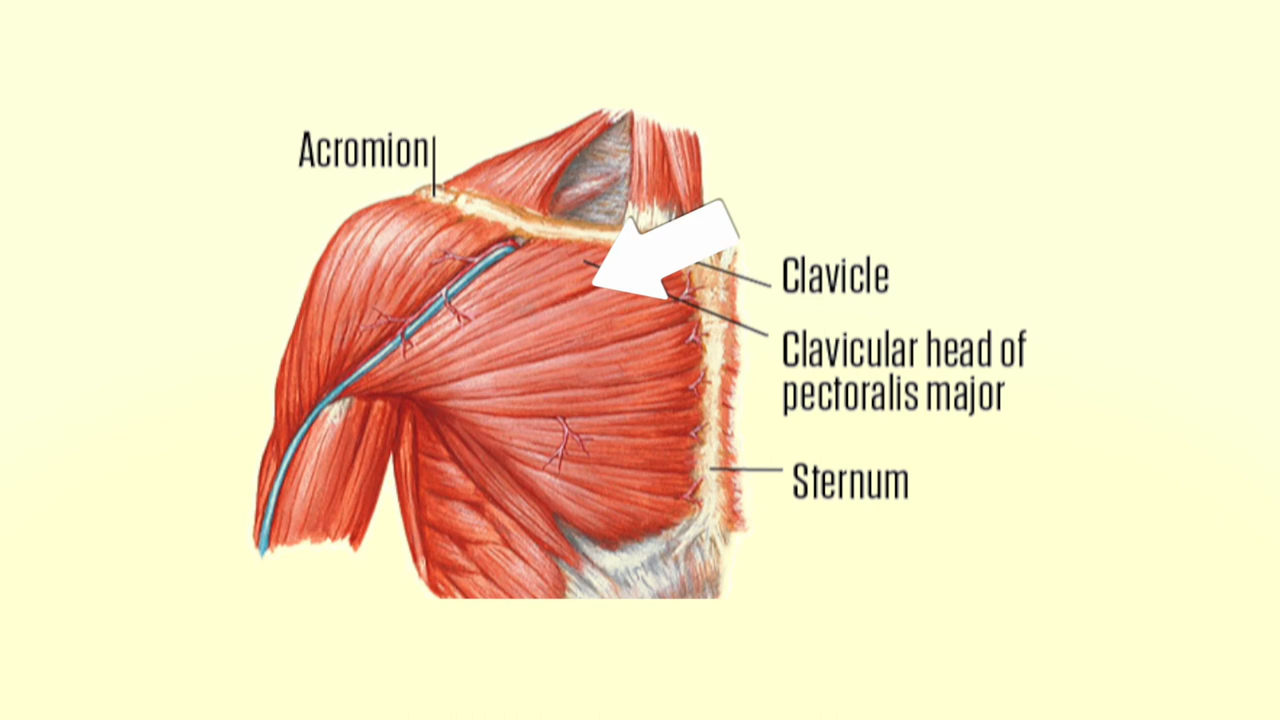 Acromion
Clavicle
Clavicular head of
pectoralis major
Sternum